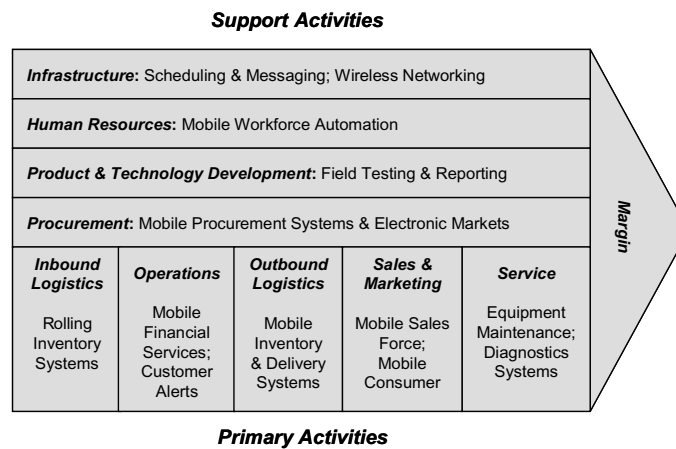 Support Activities
Infrastructure: Scheduling & Messaging; Wireless Networking
Human Resources: Mobile Workforce Automation
Product & Technology Development: Field Testing & Reporting
Procurement: Mobile Procurement Systems & Electronic Markets
Margin
Inbound
Logistics
Rolling
Inventory
Systems
Operations
Mobile
Financial
Services;
Customer
Alerts
Outbound
Logistics
Mobile
Inventory
& Delivery
Systems
Sales &
Marketing
Mobile Sales
Force;
Mobile
Consumer
Service
Equipment
Maintenance;
Diagnostics
Systems
Primary Activities